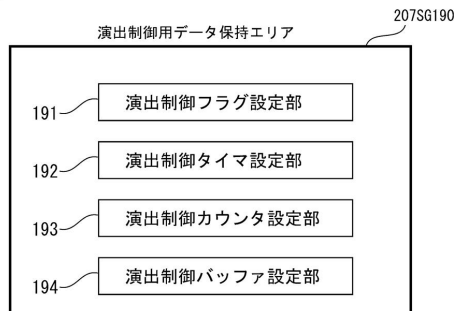 207SG190
演出制御用データ保持エリア
191
演出制御フラグ設定部
192
演出制御タイマ設定部
193
演出制御カウンタ設定部
194
演出制御バッファ設定部